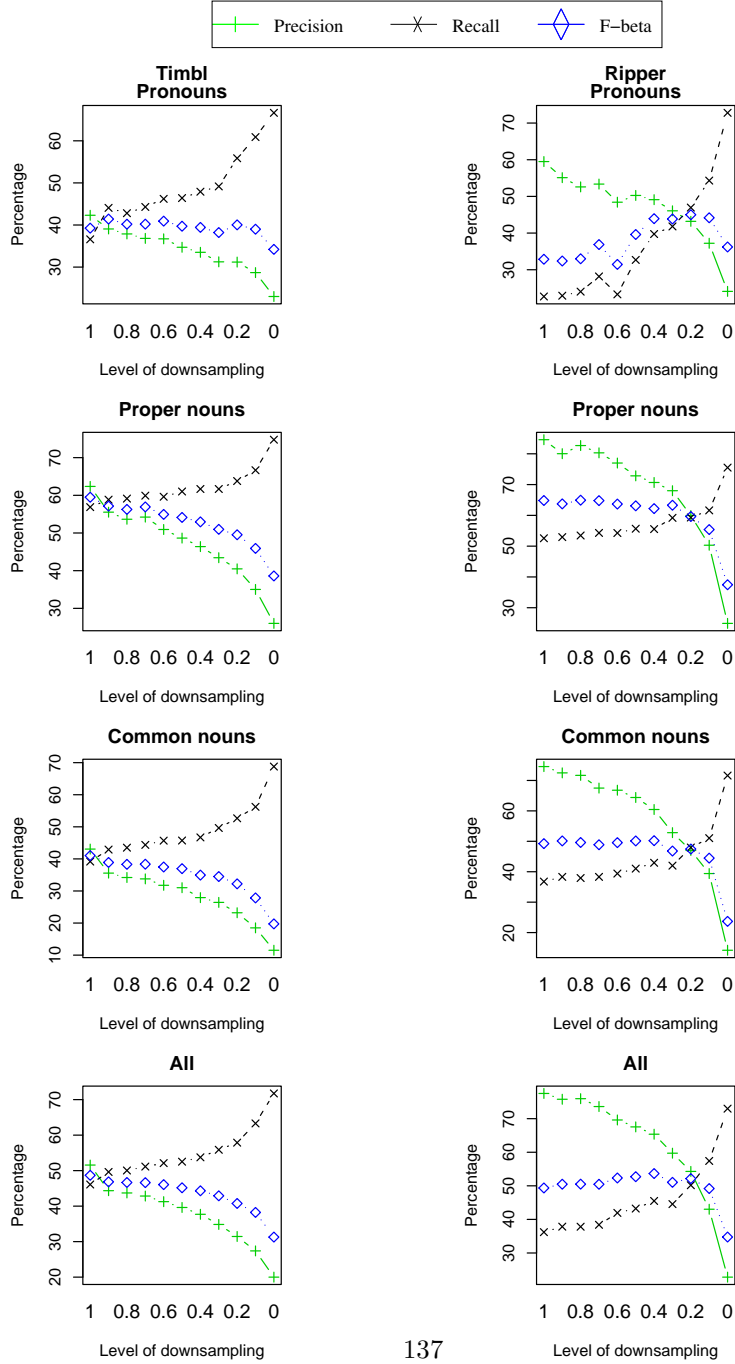 Precision Recall F−beta
Timbl
Pronouns
Percentage
30 40 50 60
1 0.8 0.6 0.4 0.2 0
Level of downsampling
Ripper
Pronouns
Percentage
30 40 50 60 70
1 0.8 0.6 0.4 0.2 0
Level of downsampling
Proper nouns
Percentage
30 40 50 60 70
1 0.8 0.6 0.4 0.2 0
Level of downsampling
Proper nouns
Percentage
30 50 70
1 0.8 0.6 0.4 0.2 0
Level of downsampling
Common nouns
Percentage
10 20 30 40 50 60 70
1 0.8 0.6 0.4 0.2 0
Level of downsampling
Common nouns
Percentage
20 40 60
1 0.8 0.6 0.4 0.2 0
Level of downsampling
All
Percentage
20 30 40 50 60 70
1 0.8 0.6 0.4 0.2 0
Level of downsampling
All
Percentage
30 40 50 60 70
1 0.8 0.6 0.4 0.2 0
Level of downsampling
137